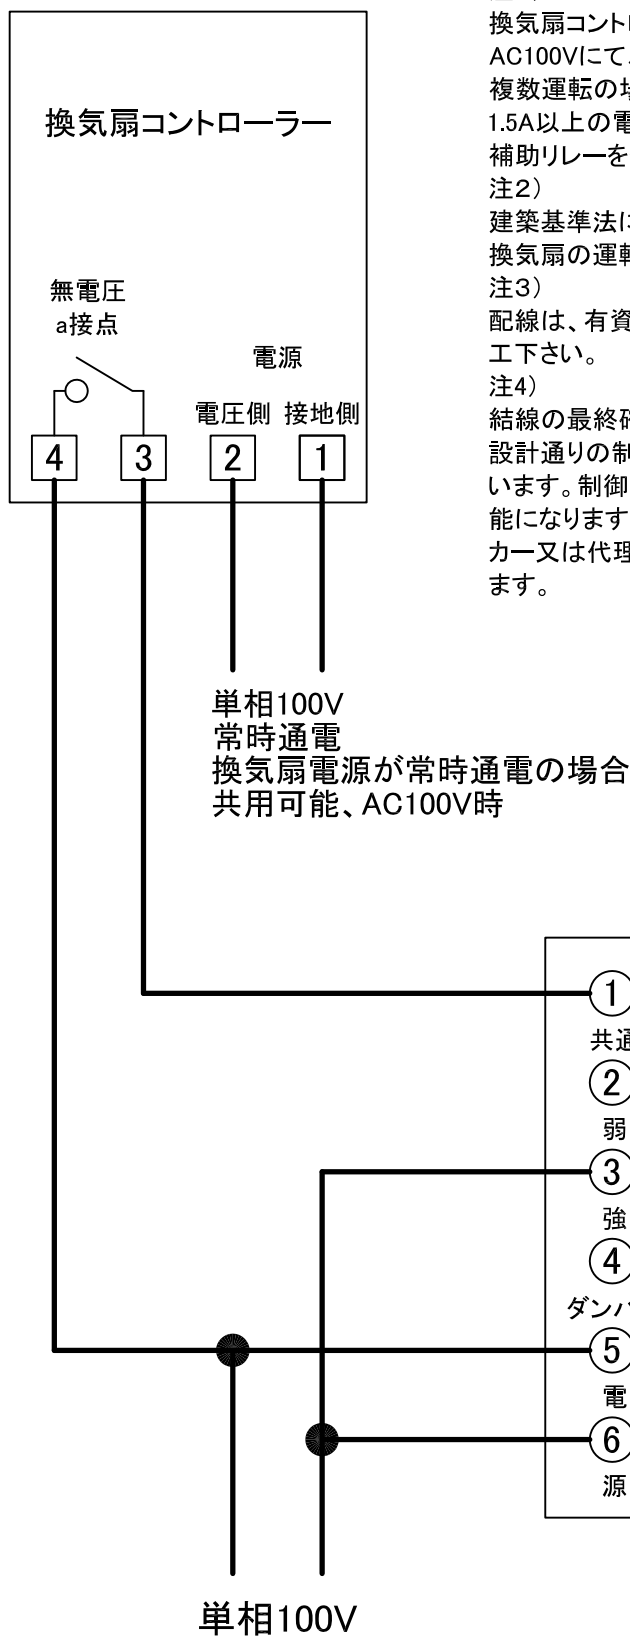 換気扇コントローラー
無電圧
a接点
電源
電圧側 接地側
4 3 2 1
換気扇コントロ
AC100Vにて
複数運転の場
1.5A以上の電
補助リレーを
注2）
建築基準法に
換気扇の運転
注3）
配線は、有資
工下さい。
注4）
結線の最終確
設計通りの制
います。制御
能になります
カー又は代理
ます。
単相100V
常時通電
換気扇電源が常時通電の場合
共用可能、AC100V時
1
共通
2
弱
3
強
4
ダンパ
5
電
6
源
単相100V